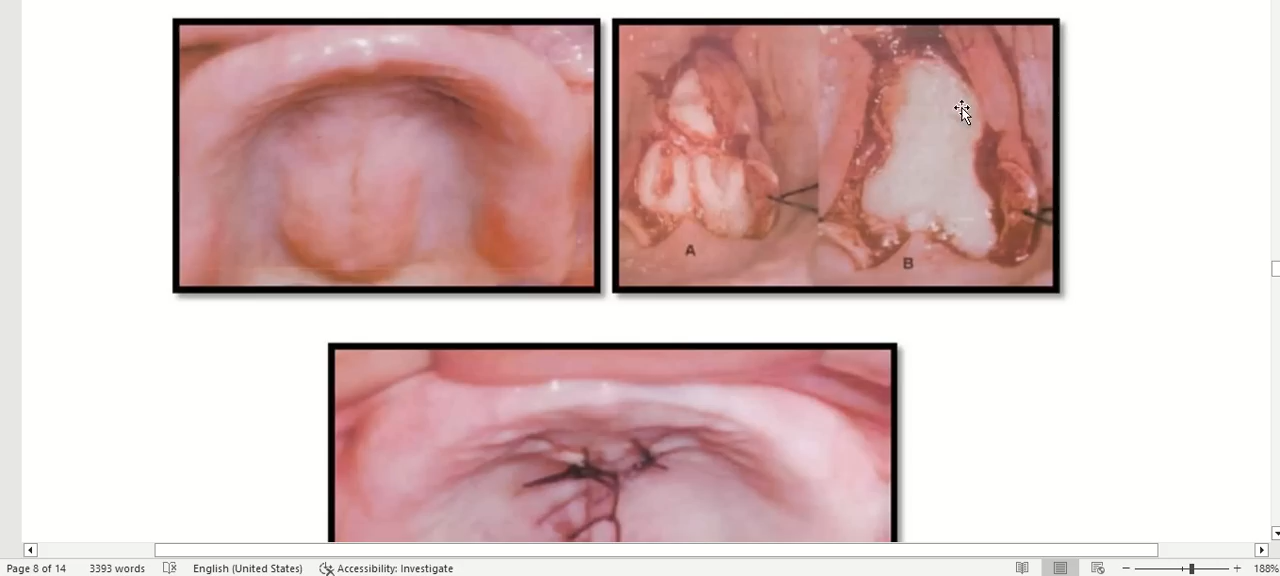 A
B
Page 8 of 14 3393 words English (United States) Accessibility: Investigate 188%